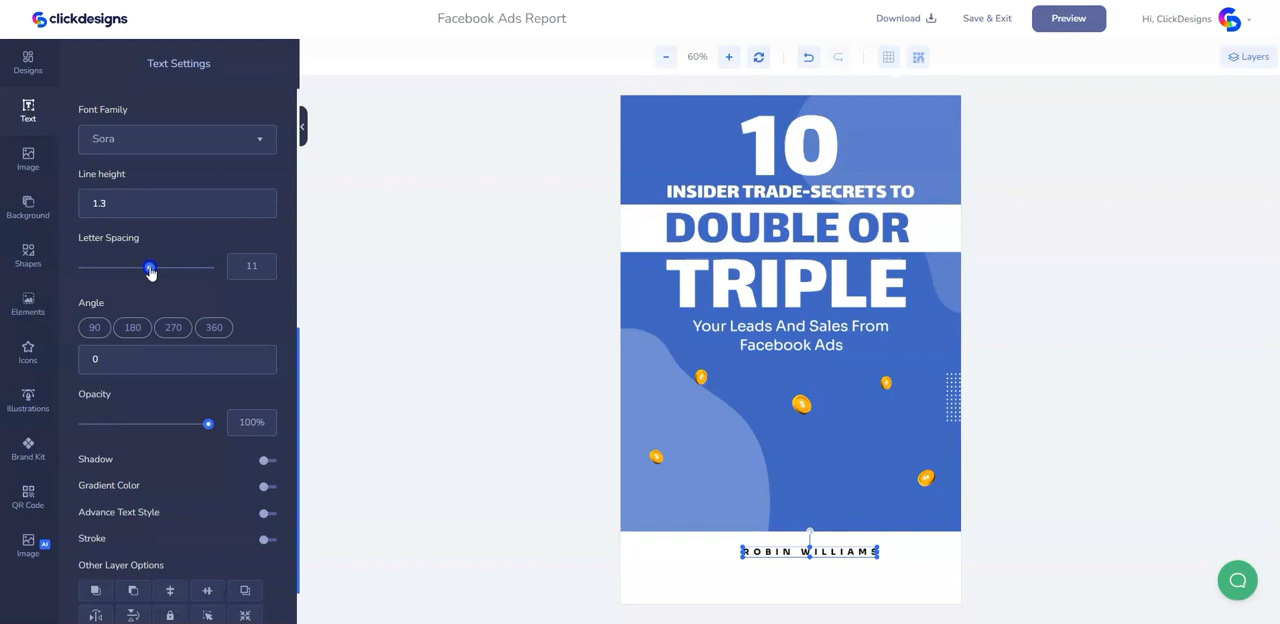 clickdesigns
Facebook Ads Report
Download
Save & Exit
Preview
Hi, ClickDesigns
Designs
Text
Image
Background
Shapes
Elements
Icons
Illustrations
Brand Kit
QR Code
Image
AI
Text Settings
Font Family
Sora
Line height
1.3
Letter Spacing
11
Angle
90 180 270 360
0
Opacity
100%
Shadow
Gradient Color
Advance Text Style
Stroke
Other Layer Options
60%
Layers
10
INSIDER TRADE-SECRETS TO
DOUBLE OR
TRIPLE
Your Leads And Sales From
Facebook Ads
ROBIN WILLIAMS